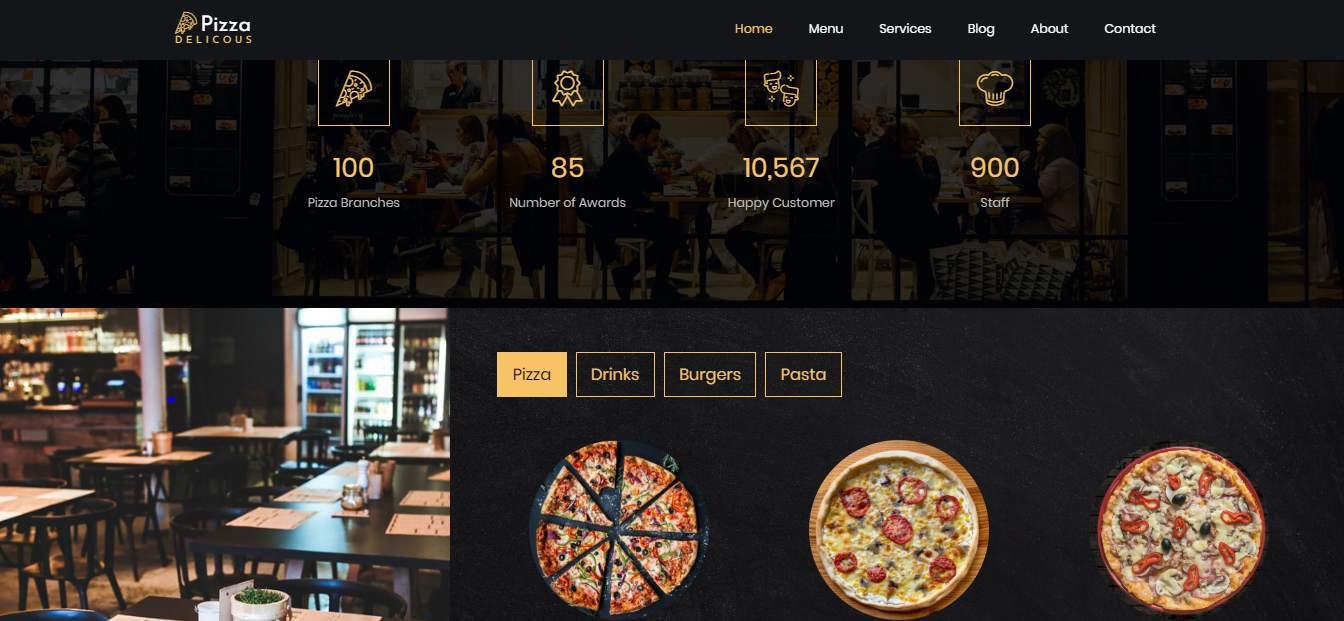 Pizza
DELICOUS
Home Menu Services Blog About Contact
100 85 10,567 900
Pizza Branches Number of Awards Happy Customer Staff
Pizza Drinks Burgers Pasta